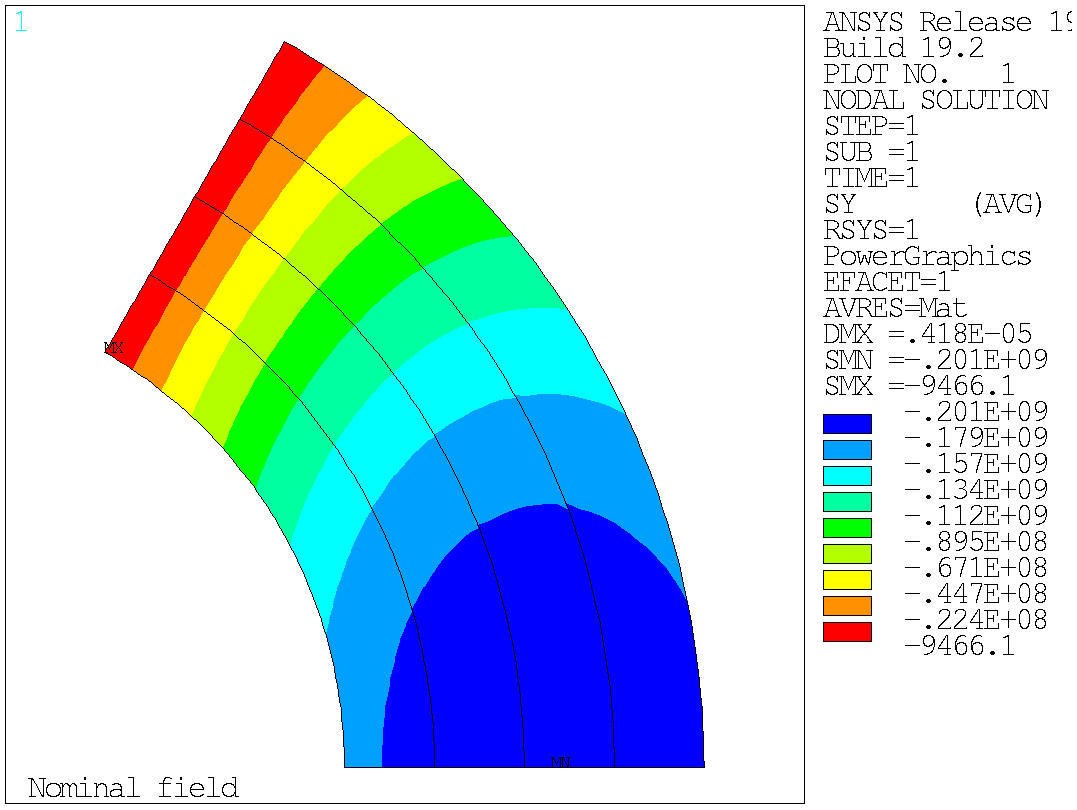 1
ANSYS Release 19
Build 19.2
PLOT NO.   1
NODAL SOLUTION
STEP=1
SUB =1
TIME=1
SY       (AVG)
RSYS=1
PowerGraphics
EFACET=1
AVRES=Mat
DMX =.418E-05
SMN =-.201E+09
SMX =-9466.1
-.201E+09
-.179E+09
-.157E+09
-.134E+09
-.112E+09
-.895E+08
-.671E+08
-.447E+08
-.224E+08
-9466.1
MX
MN
Nominal field